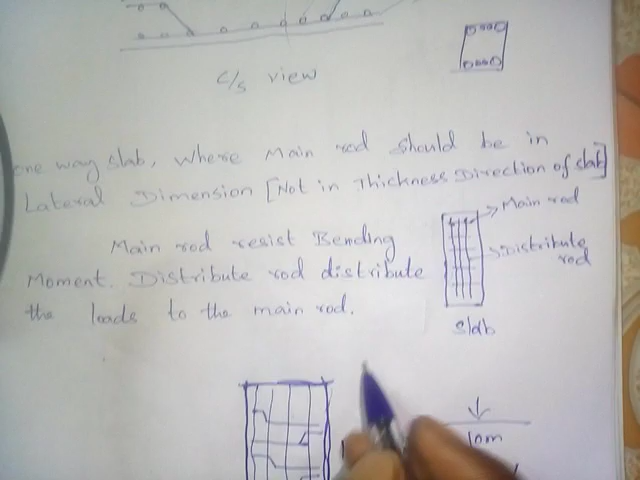 C/s view
one way slab, where Main rod should be in
Lateral Dimension [Not in Thickness Direction of slab]
Main rod resist Bending
Moment. Distribute rod distribute
the loads to the main rod.
Main rod
Distribute
rod
slab
10m